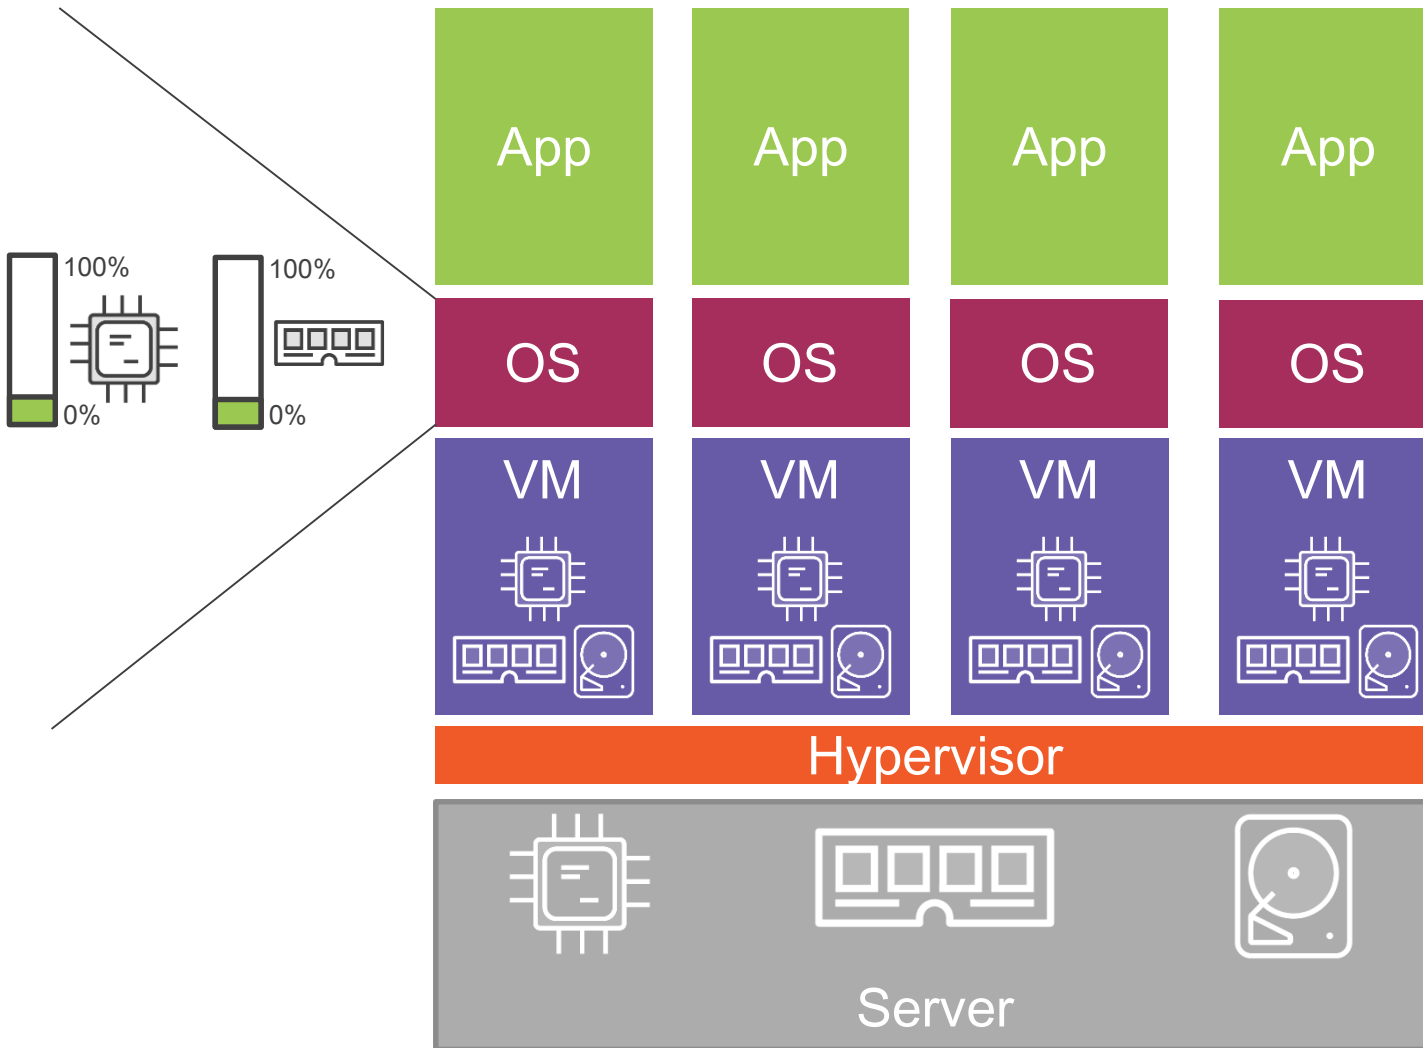 App App App App
100% 100%
OS OS OS OS
0% 0%
VM VM VM VM
Hypervisor
Server